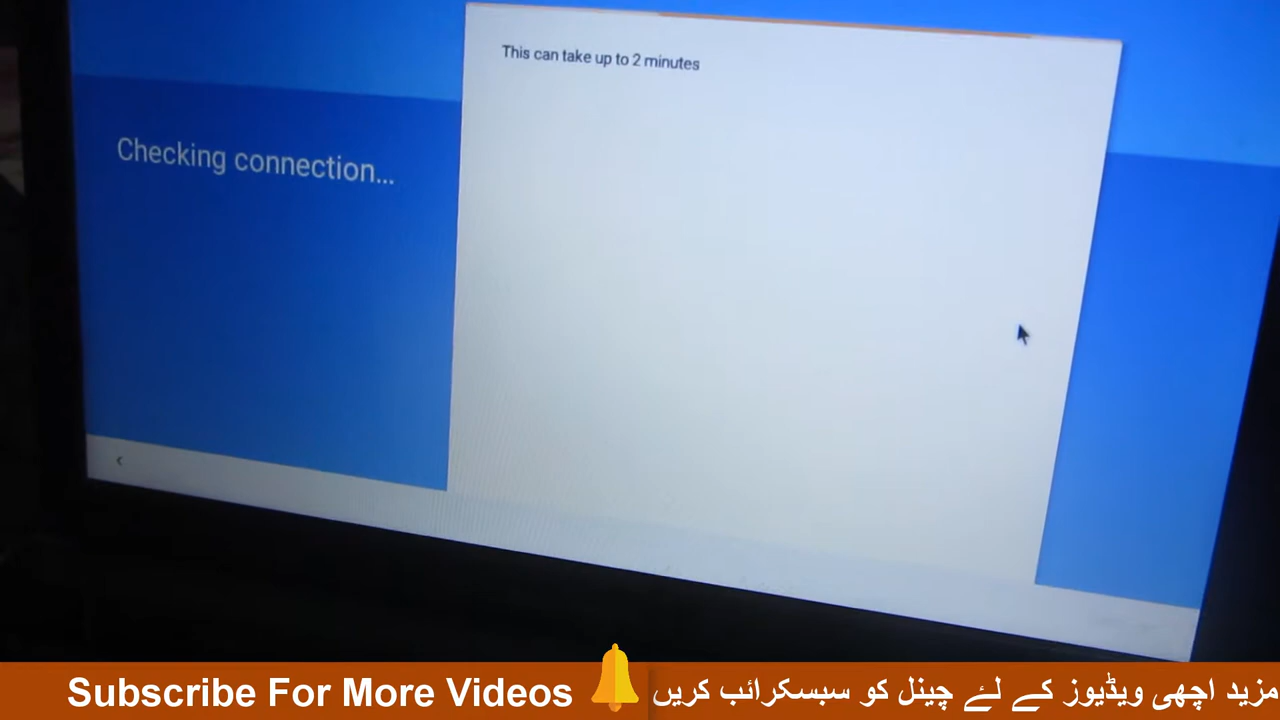 This can take up to 2 minutes
Checking connection...
Subscribe For More Videos
مزید اچھی ویڈیوز کے لئے چینل کو سبسکرائب کریں